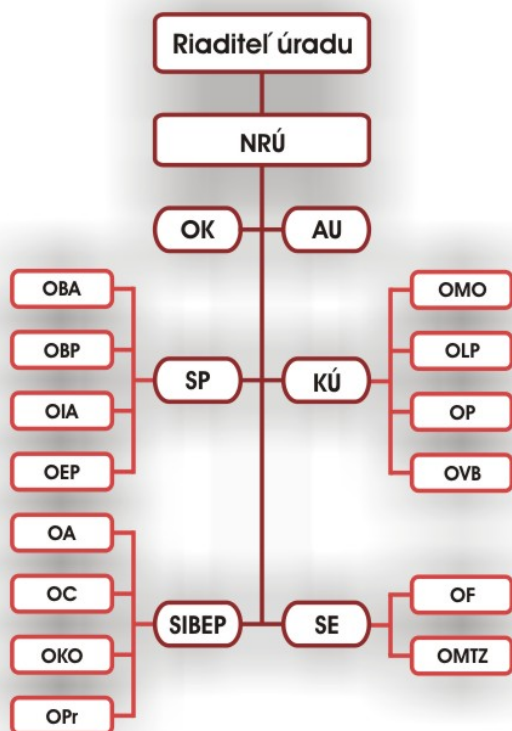 Riaditeľ úradu
NRÚ
OK
AU
OBA
OBP
OIA
OEP
SP
KÚ
OMO
OLP
OP
OVB
OA
OC
OKO
OPr
SIBEP
SE
OF
OMTZ